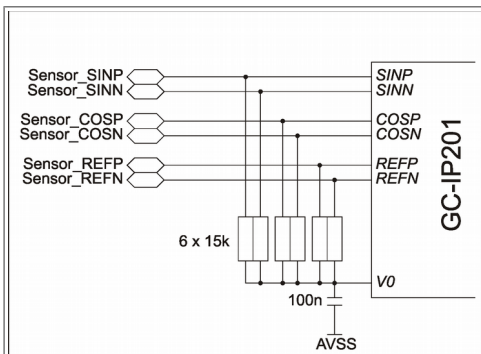 Sensor_SINP SINP
Sensor_SINN SINN
Sensor_COSP COSP
Sensor_COSN COSN
Sensor_REFP REFP
Sensor_REFN REFN
GC-IP201
6 x 15k
V0
100n
AVSS